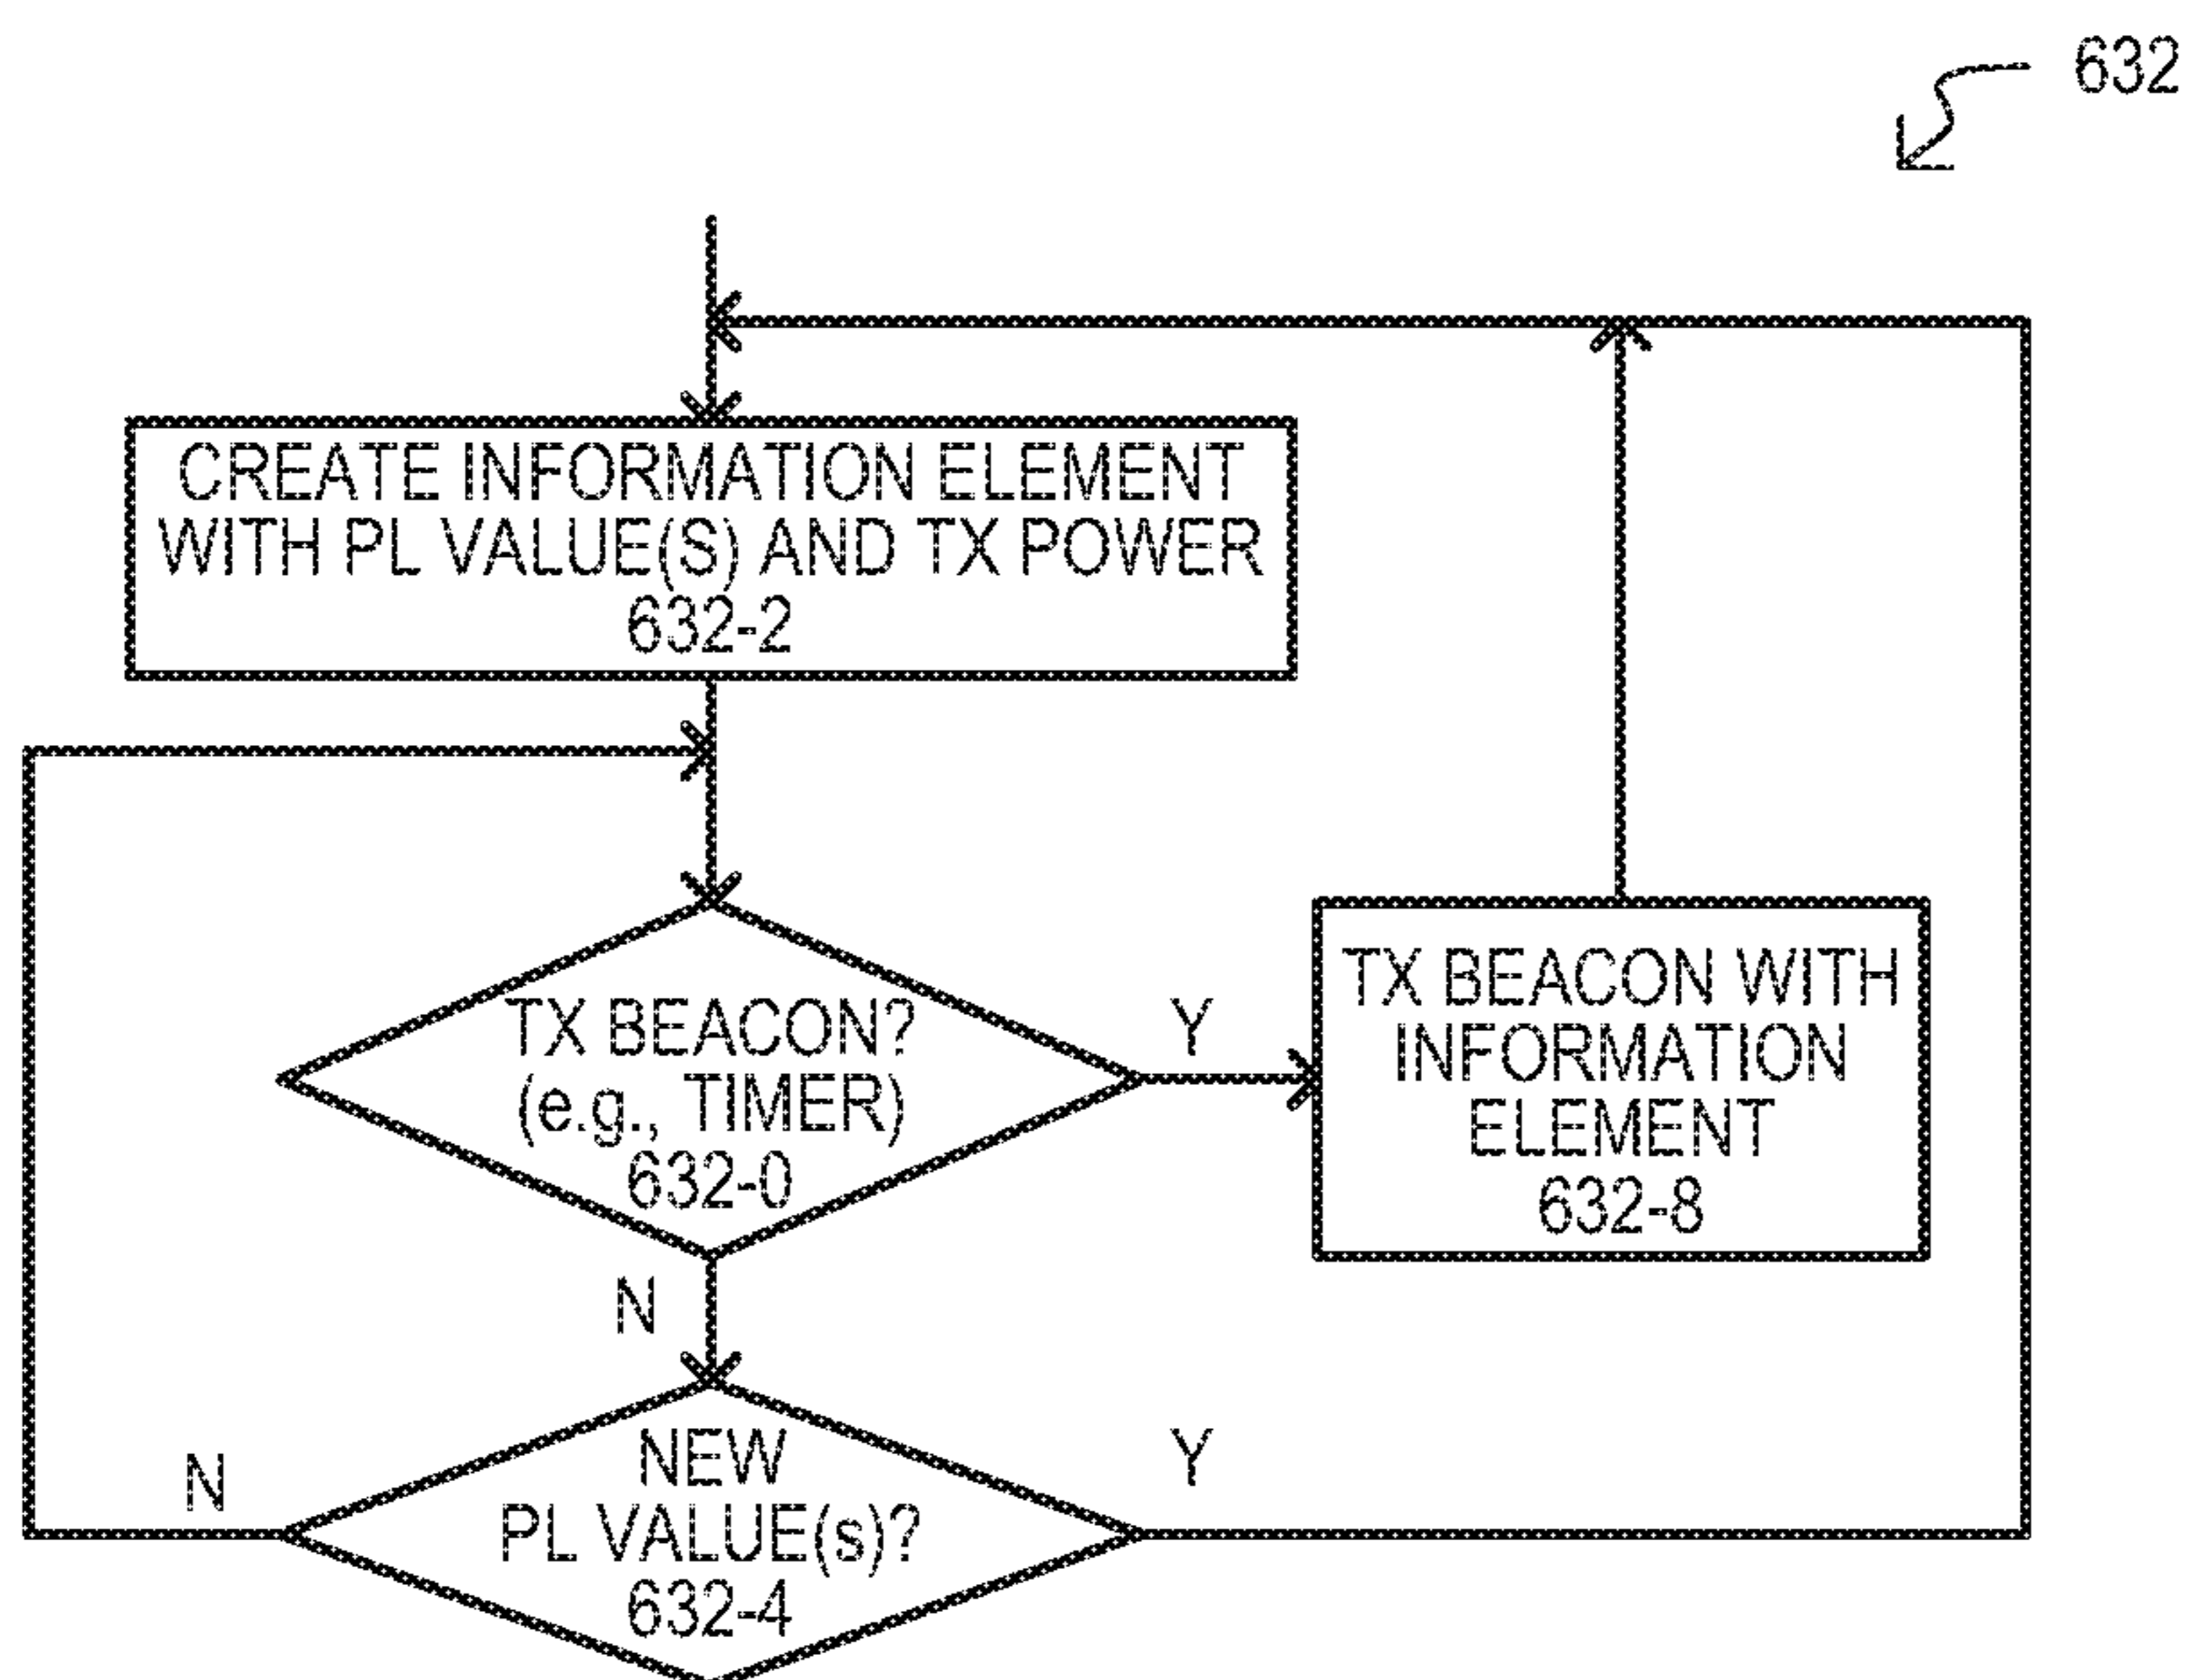 632
CREATE INFORMATION ELEMENT
WITH PL VALUE(S) AND TX POWER
632-2
TX BEACON?
(e.g., TIMER)
632-0
Y
TX BEACON WITH
INFORMATION
ELEMENT
632-8
N
NEW
PL VALUE(s)?
632-4
N
Y